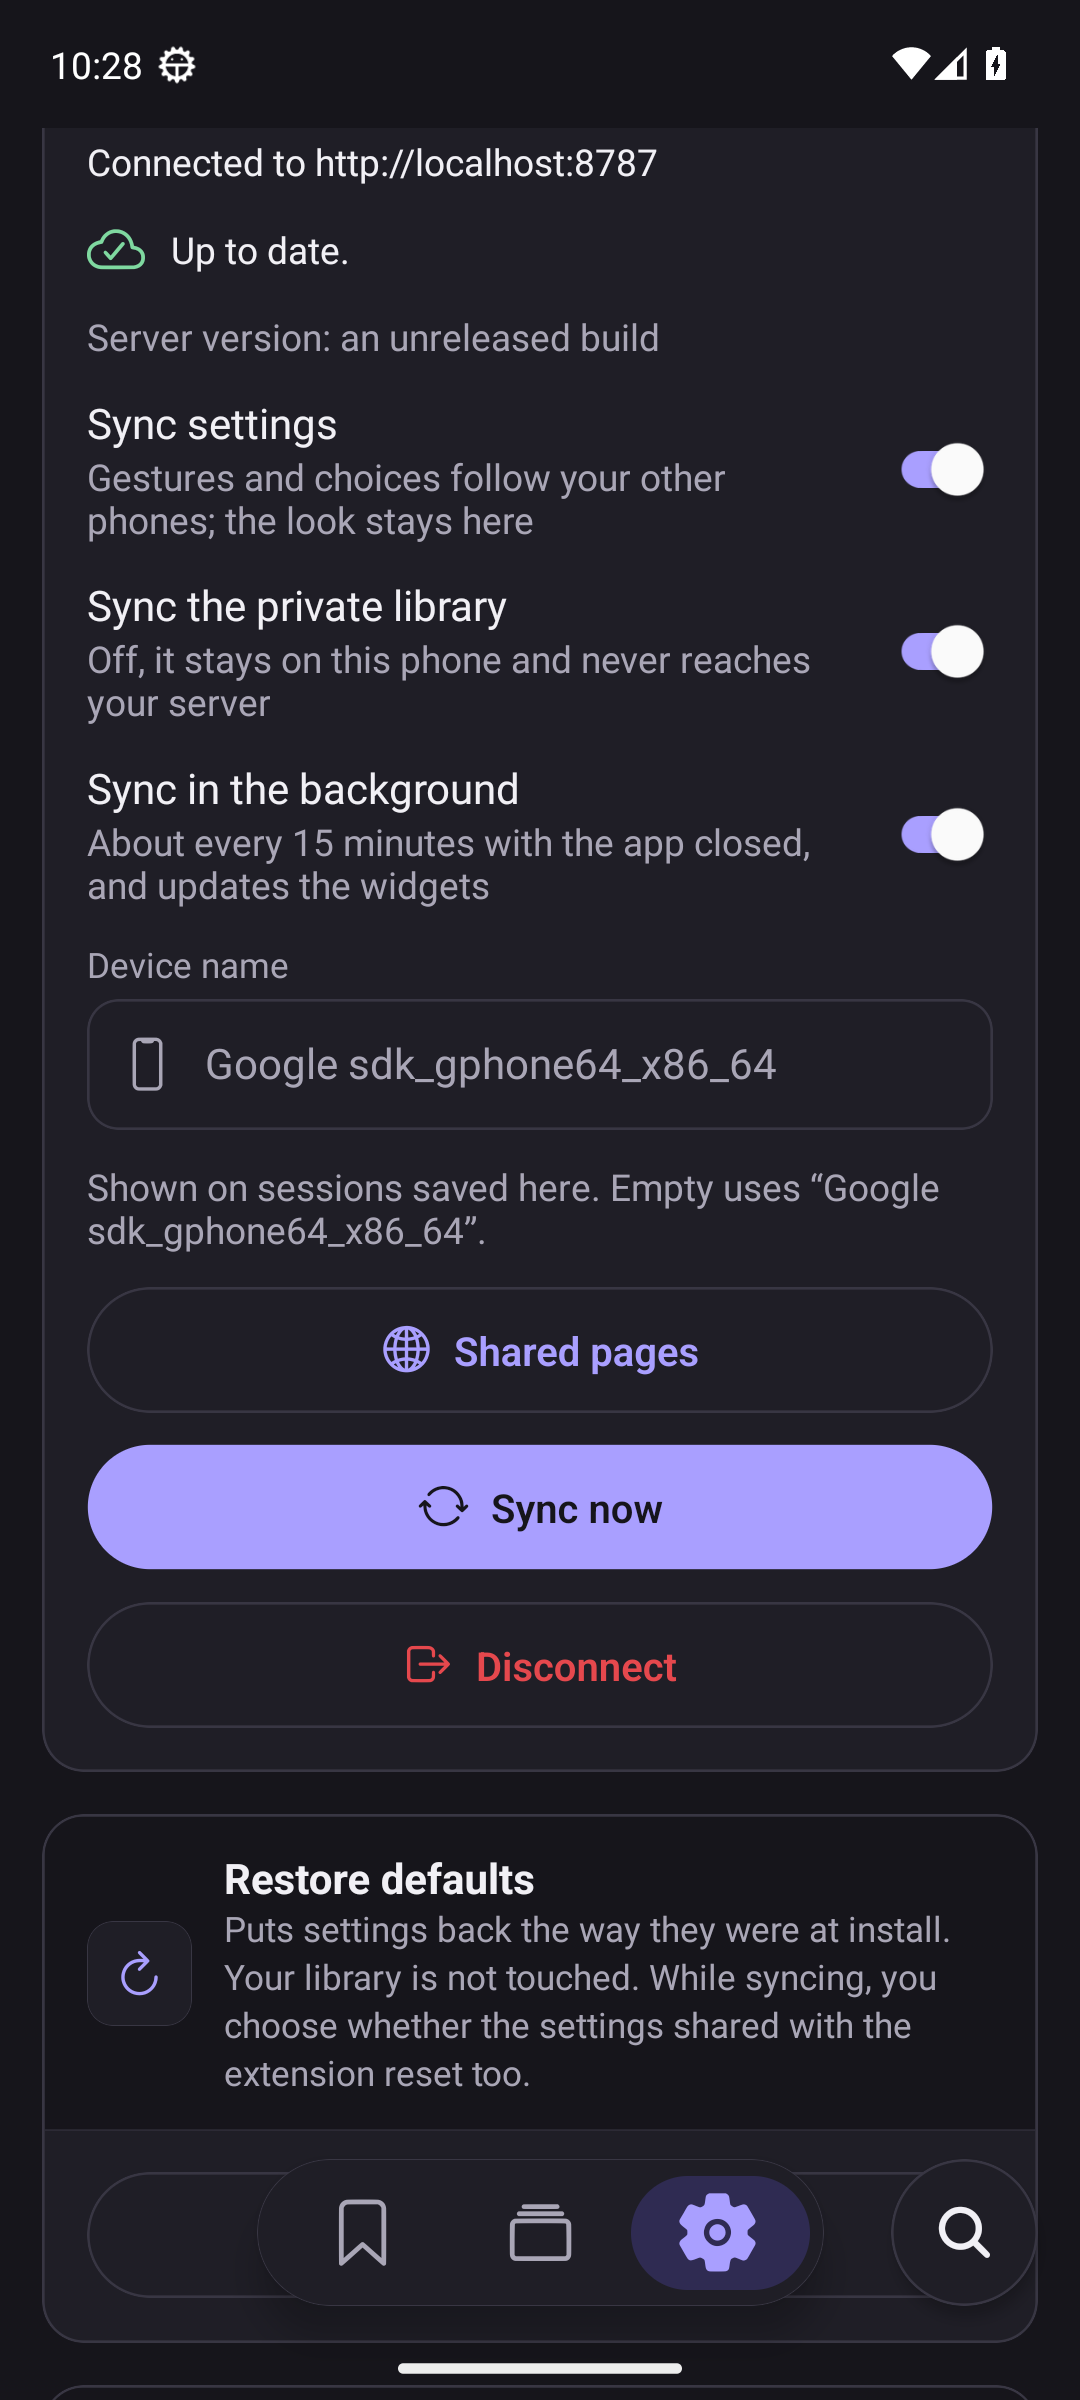 10:28
Connected to http://localhost:8787
Up to date.
Server version: an unreleased build
Sync settings
Gestures and choices follow your other
phones; the look stays here
Sync the private library
Off, it stays on this phone and never reaches
your server
Sync in the background
About every 15 minutes with the app closed,
and updates the widgets
Device name
Google sdk_gphone64_x86_64
Shown on sessions saved here. Empty uses “Google
sdk_gphone64_x86_64”.
Shared pages
Sync now
Disconnect
Restore defaults
Puts settings back the way they were at install.
Your library is not touched. While syncing, you
choose whether the settings shared with the
extension reset too.